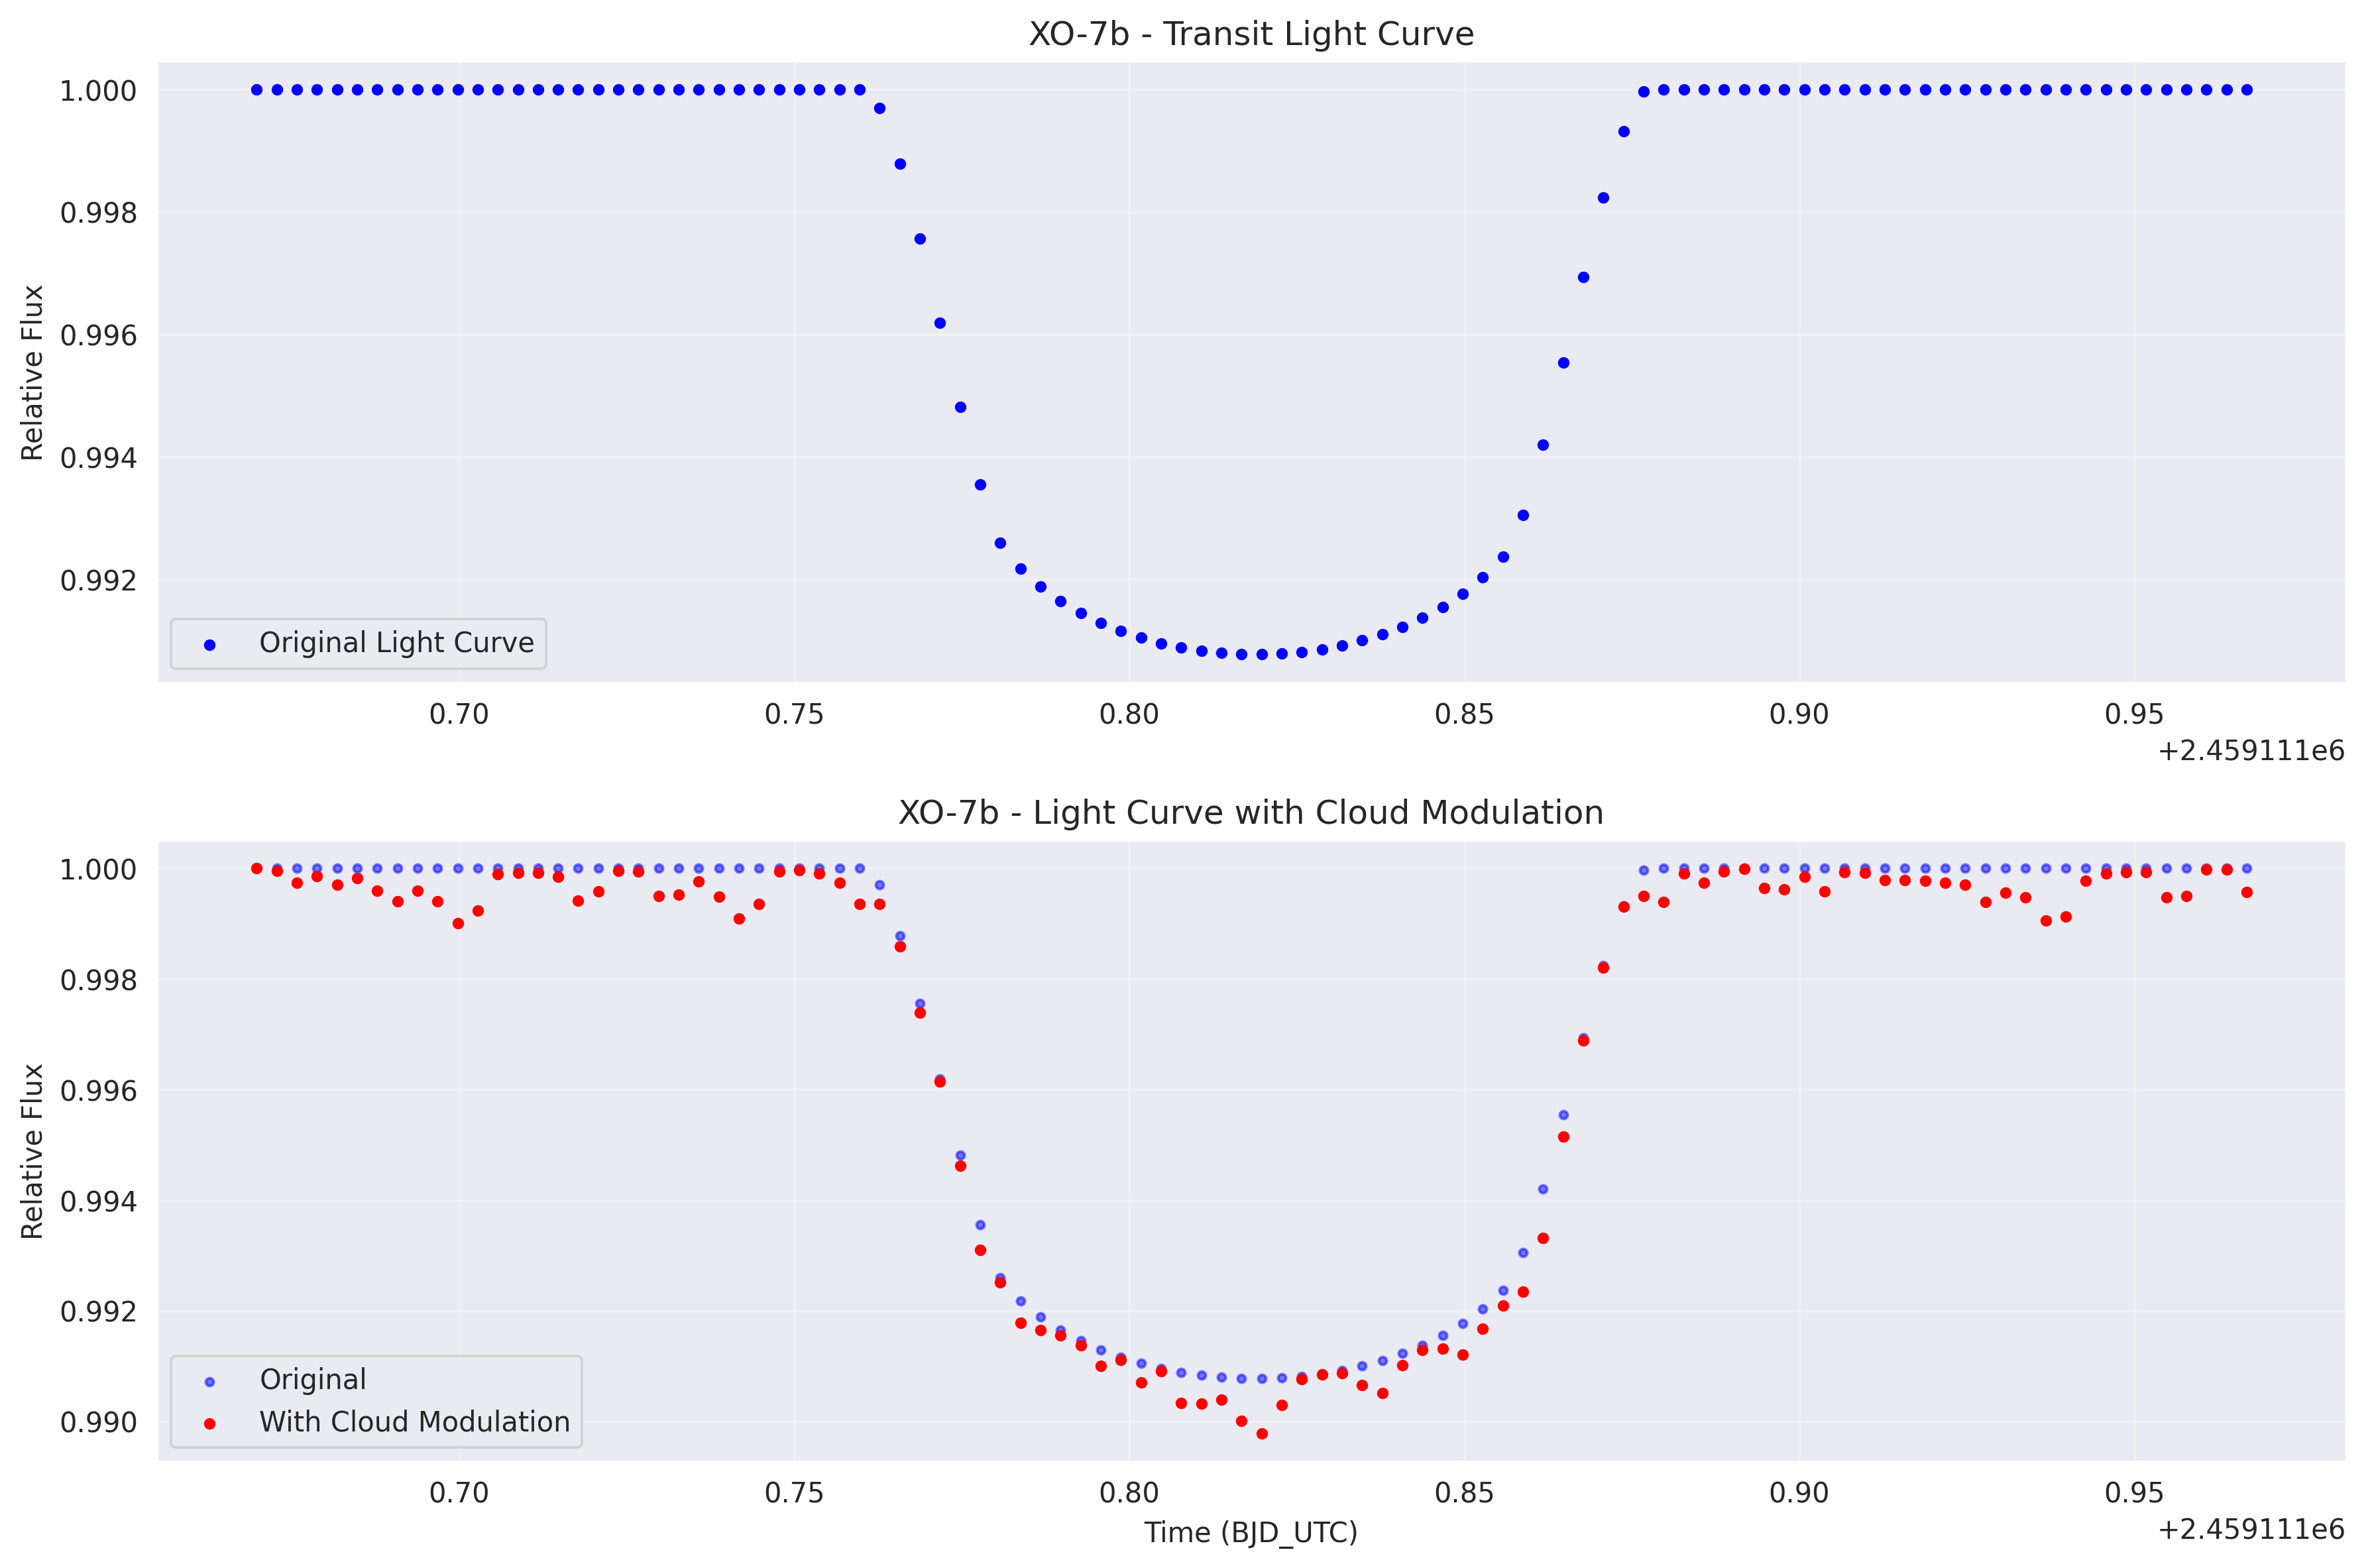 XO-7b - Transit Light Curve
Relative Flux
1.000
0.998
0.996
0.994
0.992
Original Light Curve
0.70 0.75 0.80 0.85 0.90 0.95
+2.459111e6
XO-7b - Light Curve with Cloud Modulation
Relative Flux
1.000
0.998
0.996
0.994
0.992
0.990
Original
With Cloud Modulation
0.70 0.75 0.80 0.85 0.90 0.95
Time (BJD_UTC)
+2.459111e6